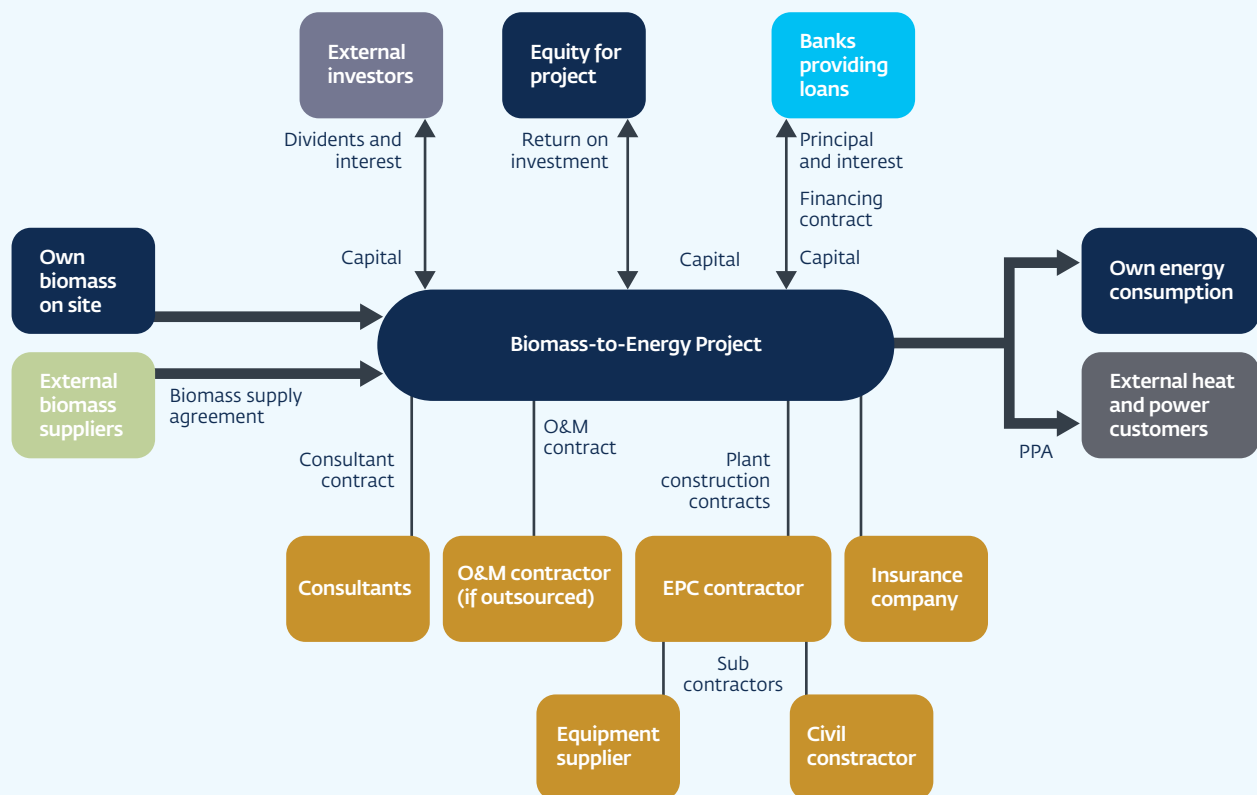 External
investors
Equity for
project
Banks
providing
loans
Dividents and
interest
Return on
investment
Principal
and interest
Financing
contract
Capital
Capital
Capital
Own
biomass
on site
External
biomass
suppliers
Biomass supply
agreement
Biomass-to-Energy Project
Own energy
consumption
External heat
and power
customers
PPA
Consultant
contract
O&M
contract
Plant
construction
contracts
Consultants
O&M contractor
(if outsourced)
EPC contractor
Insurance
company
Sub
contractors
Equipment
supplier
Civil
constractor